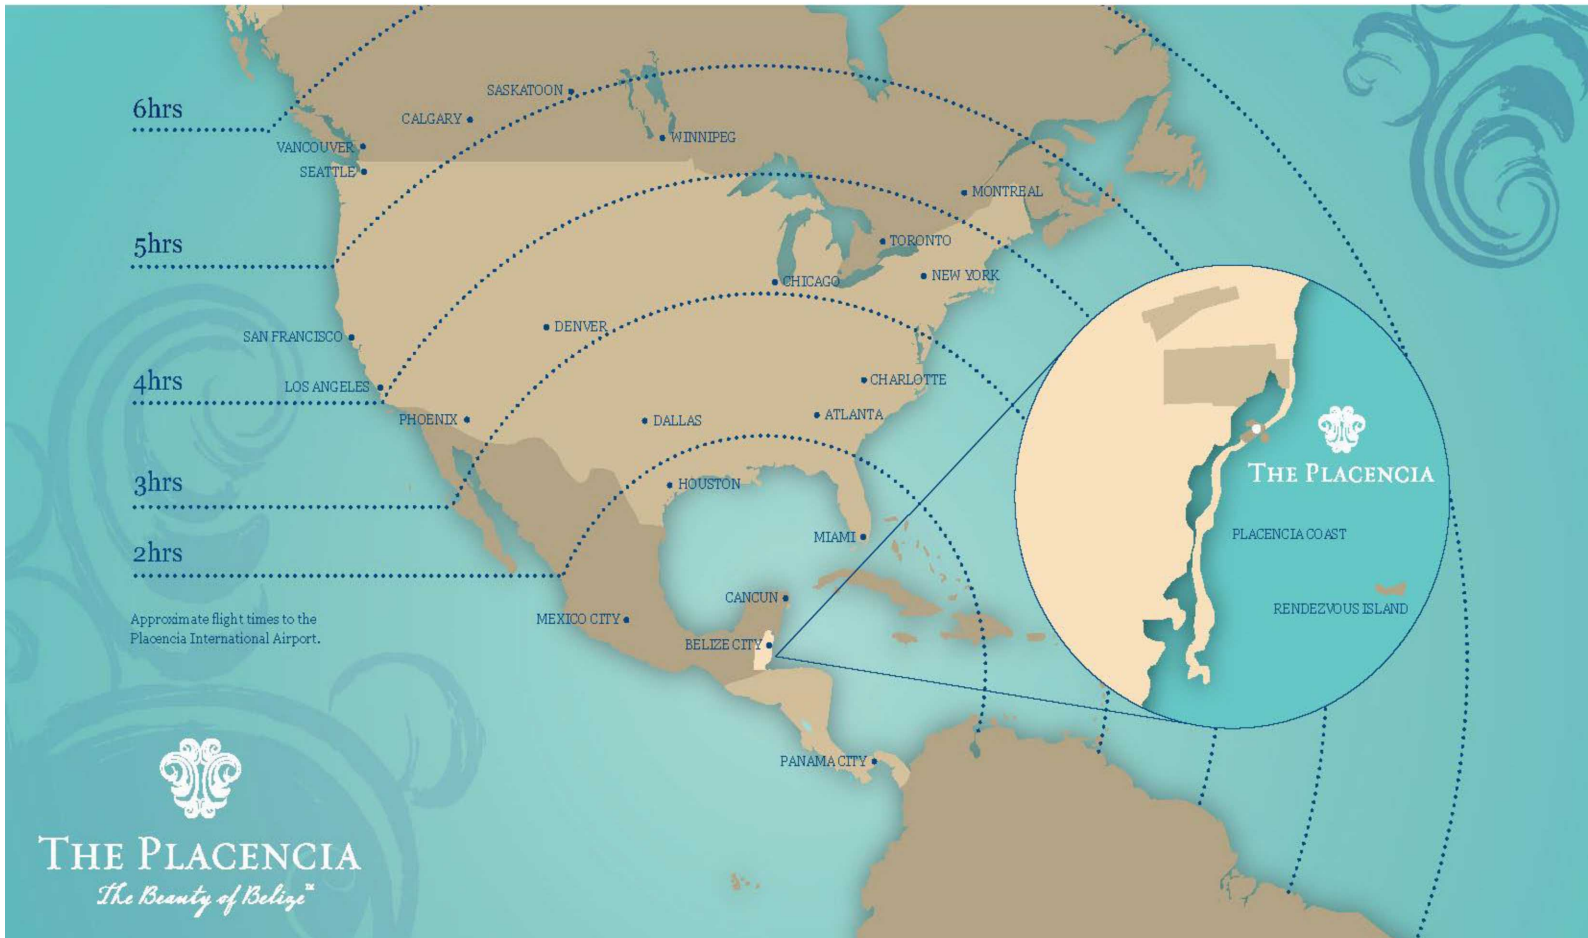 6hrs
SASKATOON
CALGARY
WINNIPEG
VANCOUVER
SEATTLE
MONTREAL
5hrs
TORONTO
NEW YORK
CHICAGO
DENVER
SAN FRANCISCO
4hrs
LOS ANGELES
CHARLOTTE
PHOENIX
DALLAS
ATLANTA
3hrs
HOUSTON
THE PLACENCIA
MIAMI
PLACENCIA COAST
2hrs
CANCUN
RENDEZVOUS ISLAND
Approximate flight times to the
Placencia International Airport.
MEXICO CITY
BELIZE CITY
PANAMA CITY
THE PLACENCIA
The Beauty of Belize™